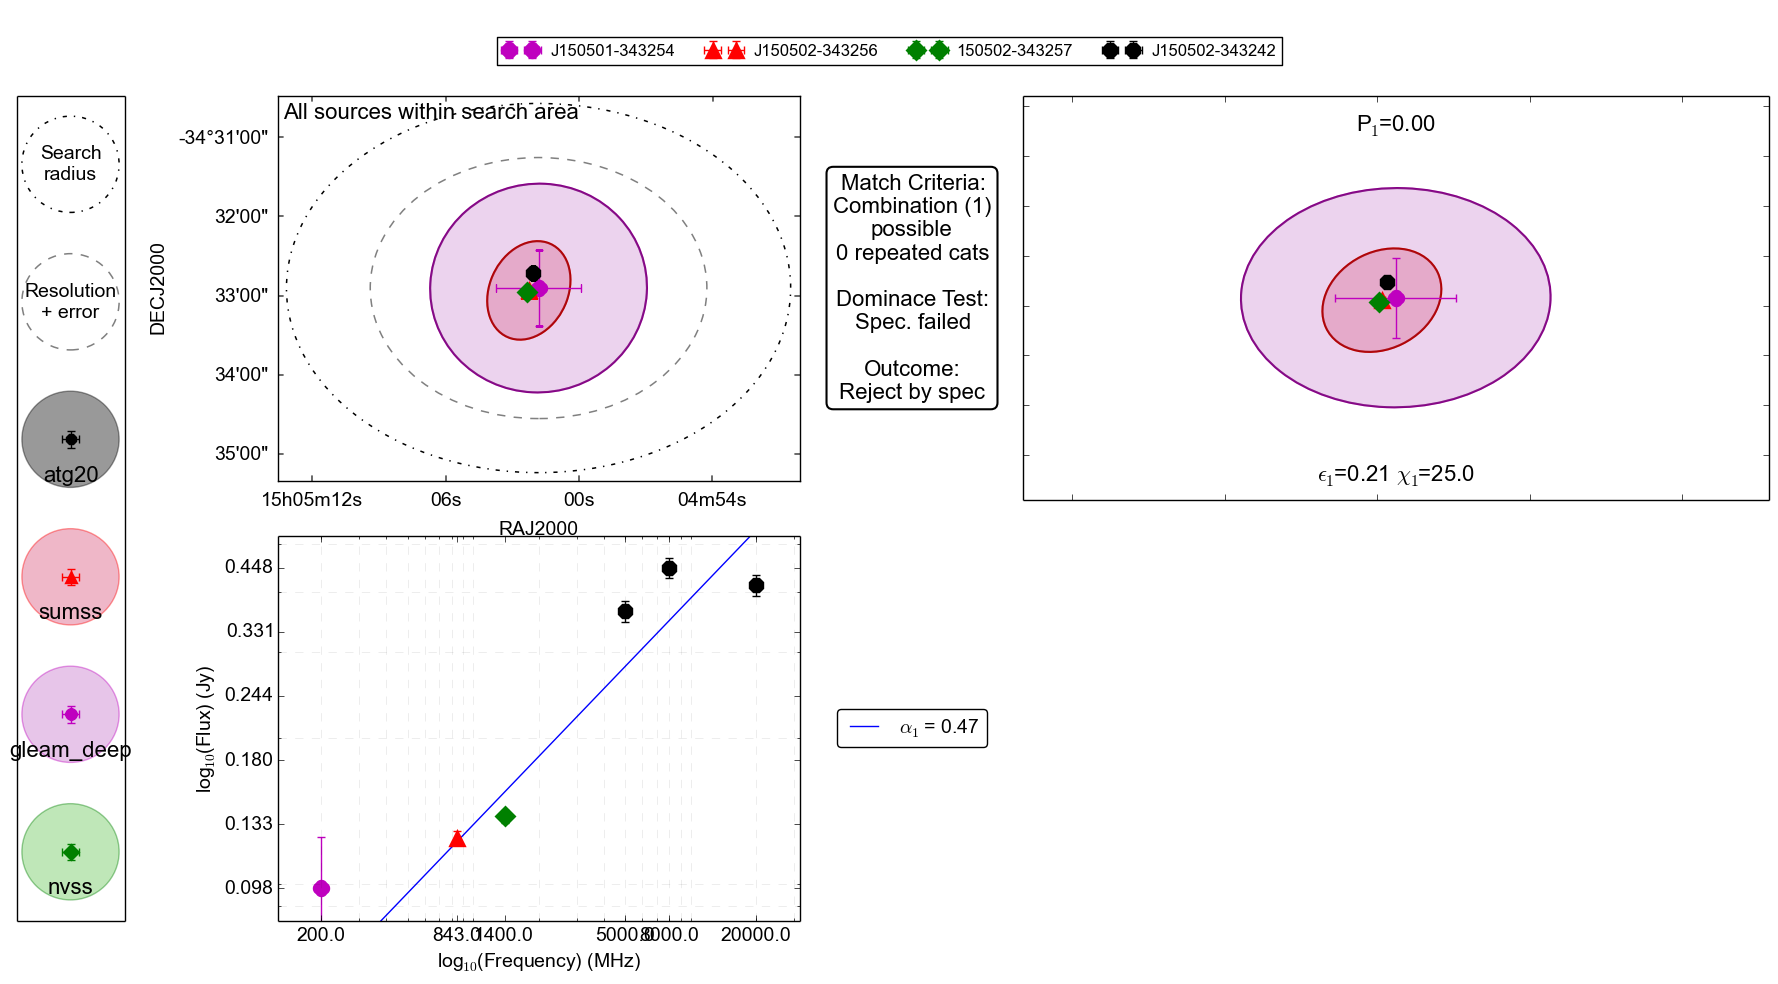 J150501-343254 J150502-343256 150502-343257 J150502-343242
Search
radius
Resolution
+ error
atg20
sumss
gleam_deep
nvss
All sources within search area
DECJ2000
-34°31'00"
32'00"
33'00"
34'00"
35'00"
15h05m12s 06s 00s 04m54s
RAJ2000
Match Criteria:
Combination (1)
possible
0 repeated cats
Dominace Test:
Spec. failed
Outcome:
Reject by spec
P₁=0.00
ϵ₁=0.21 χ₁=25.0
log₁₀(Flux) (Jy)
0.448
0.331
0.244
0.180
0.133
0.098
200.0 843.0 1400.0 5000.0 8000.0 20000.0
log₁₀(Frequency) (MHz)
α₁ = 0.47